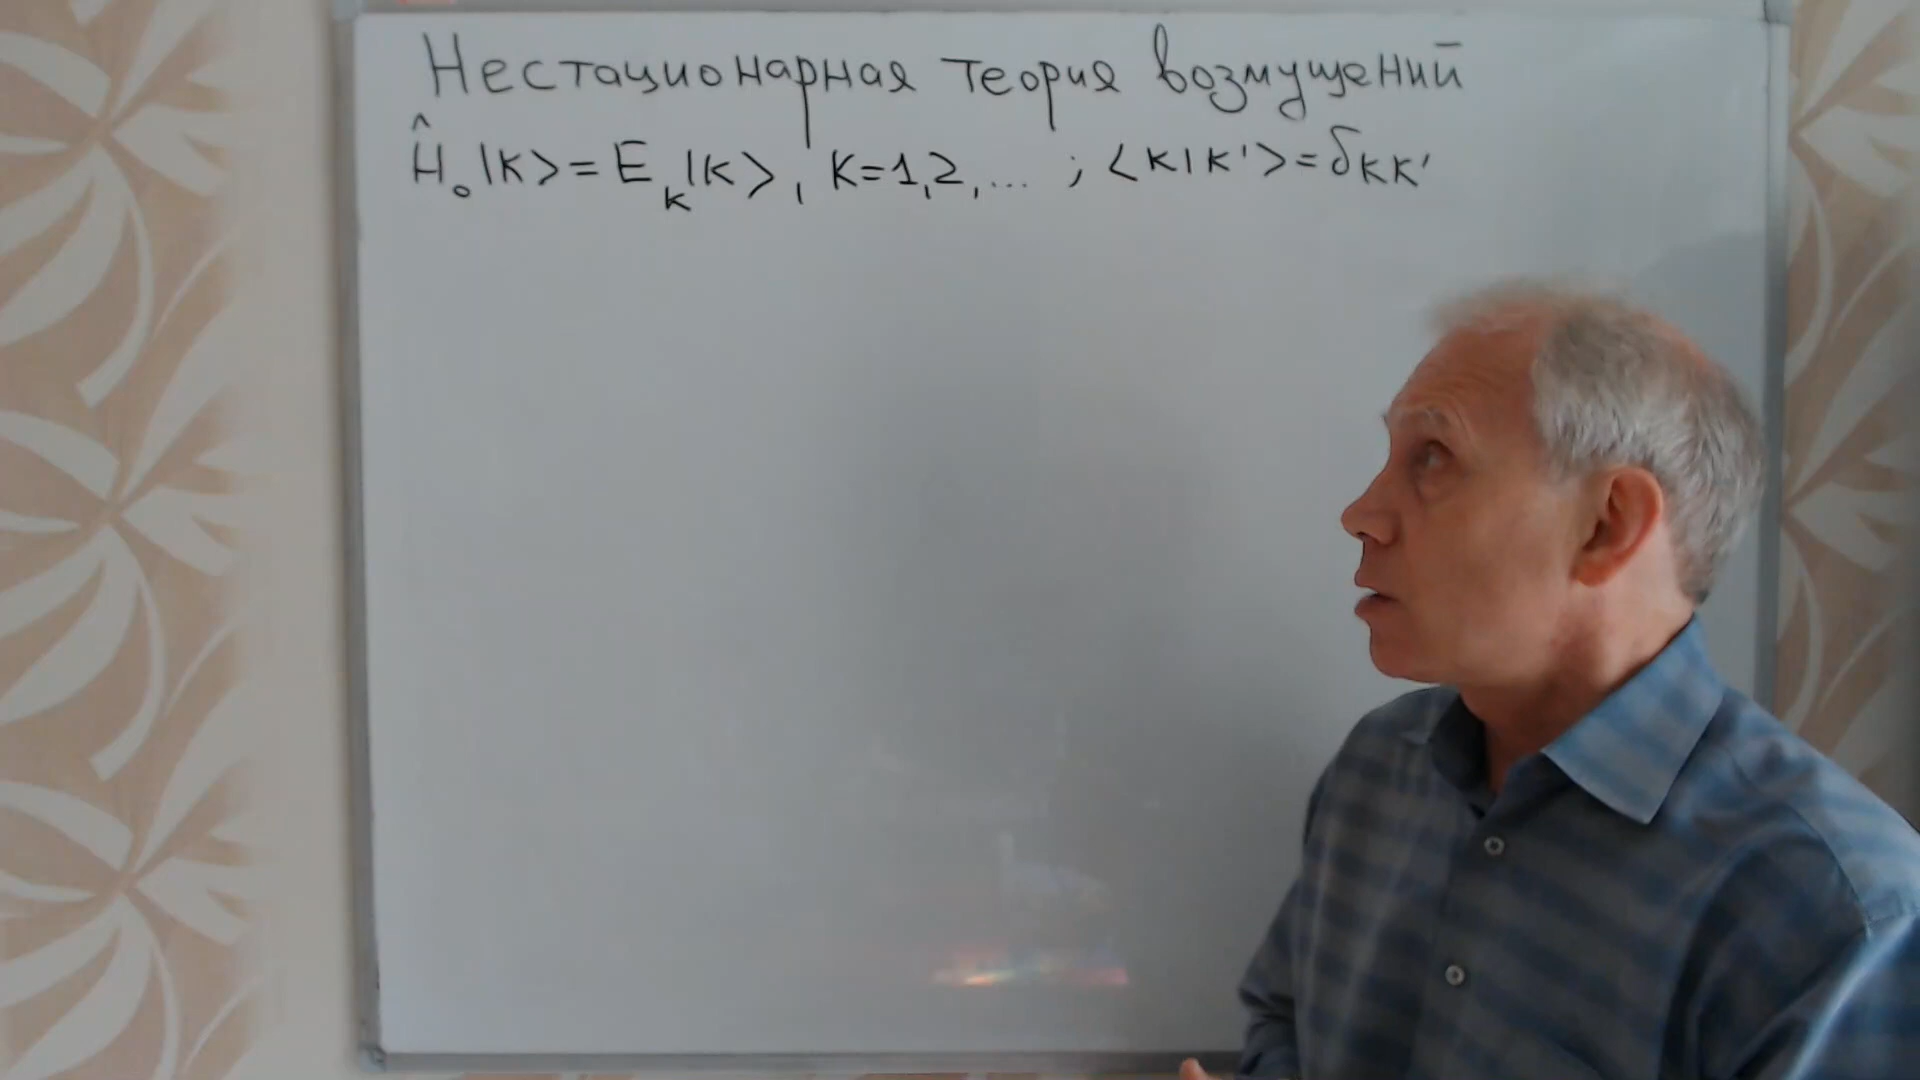 Нестационарная теория возмущений
Ĥ₀|k> = E_k|k>, k=1,2,... ; <k|k'> = δ_kk'